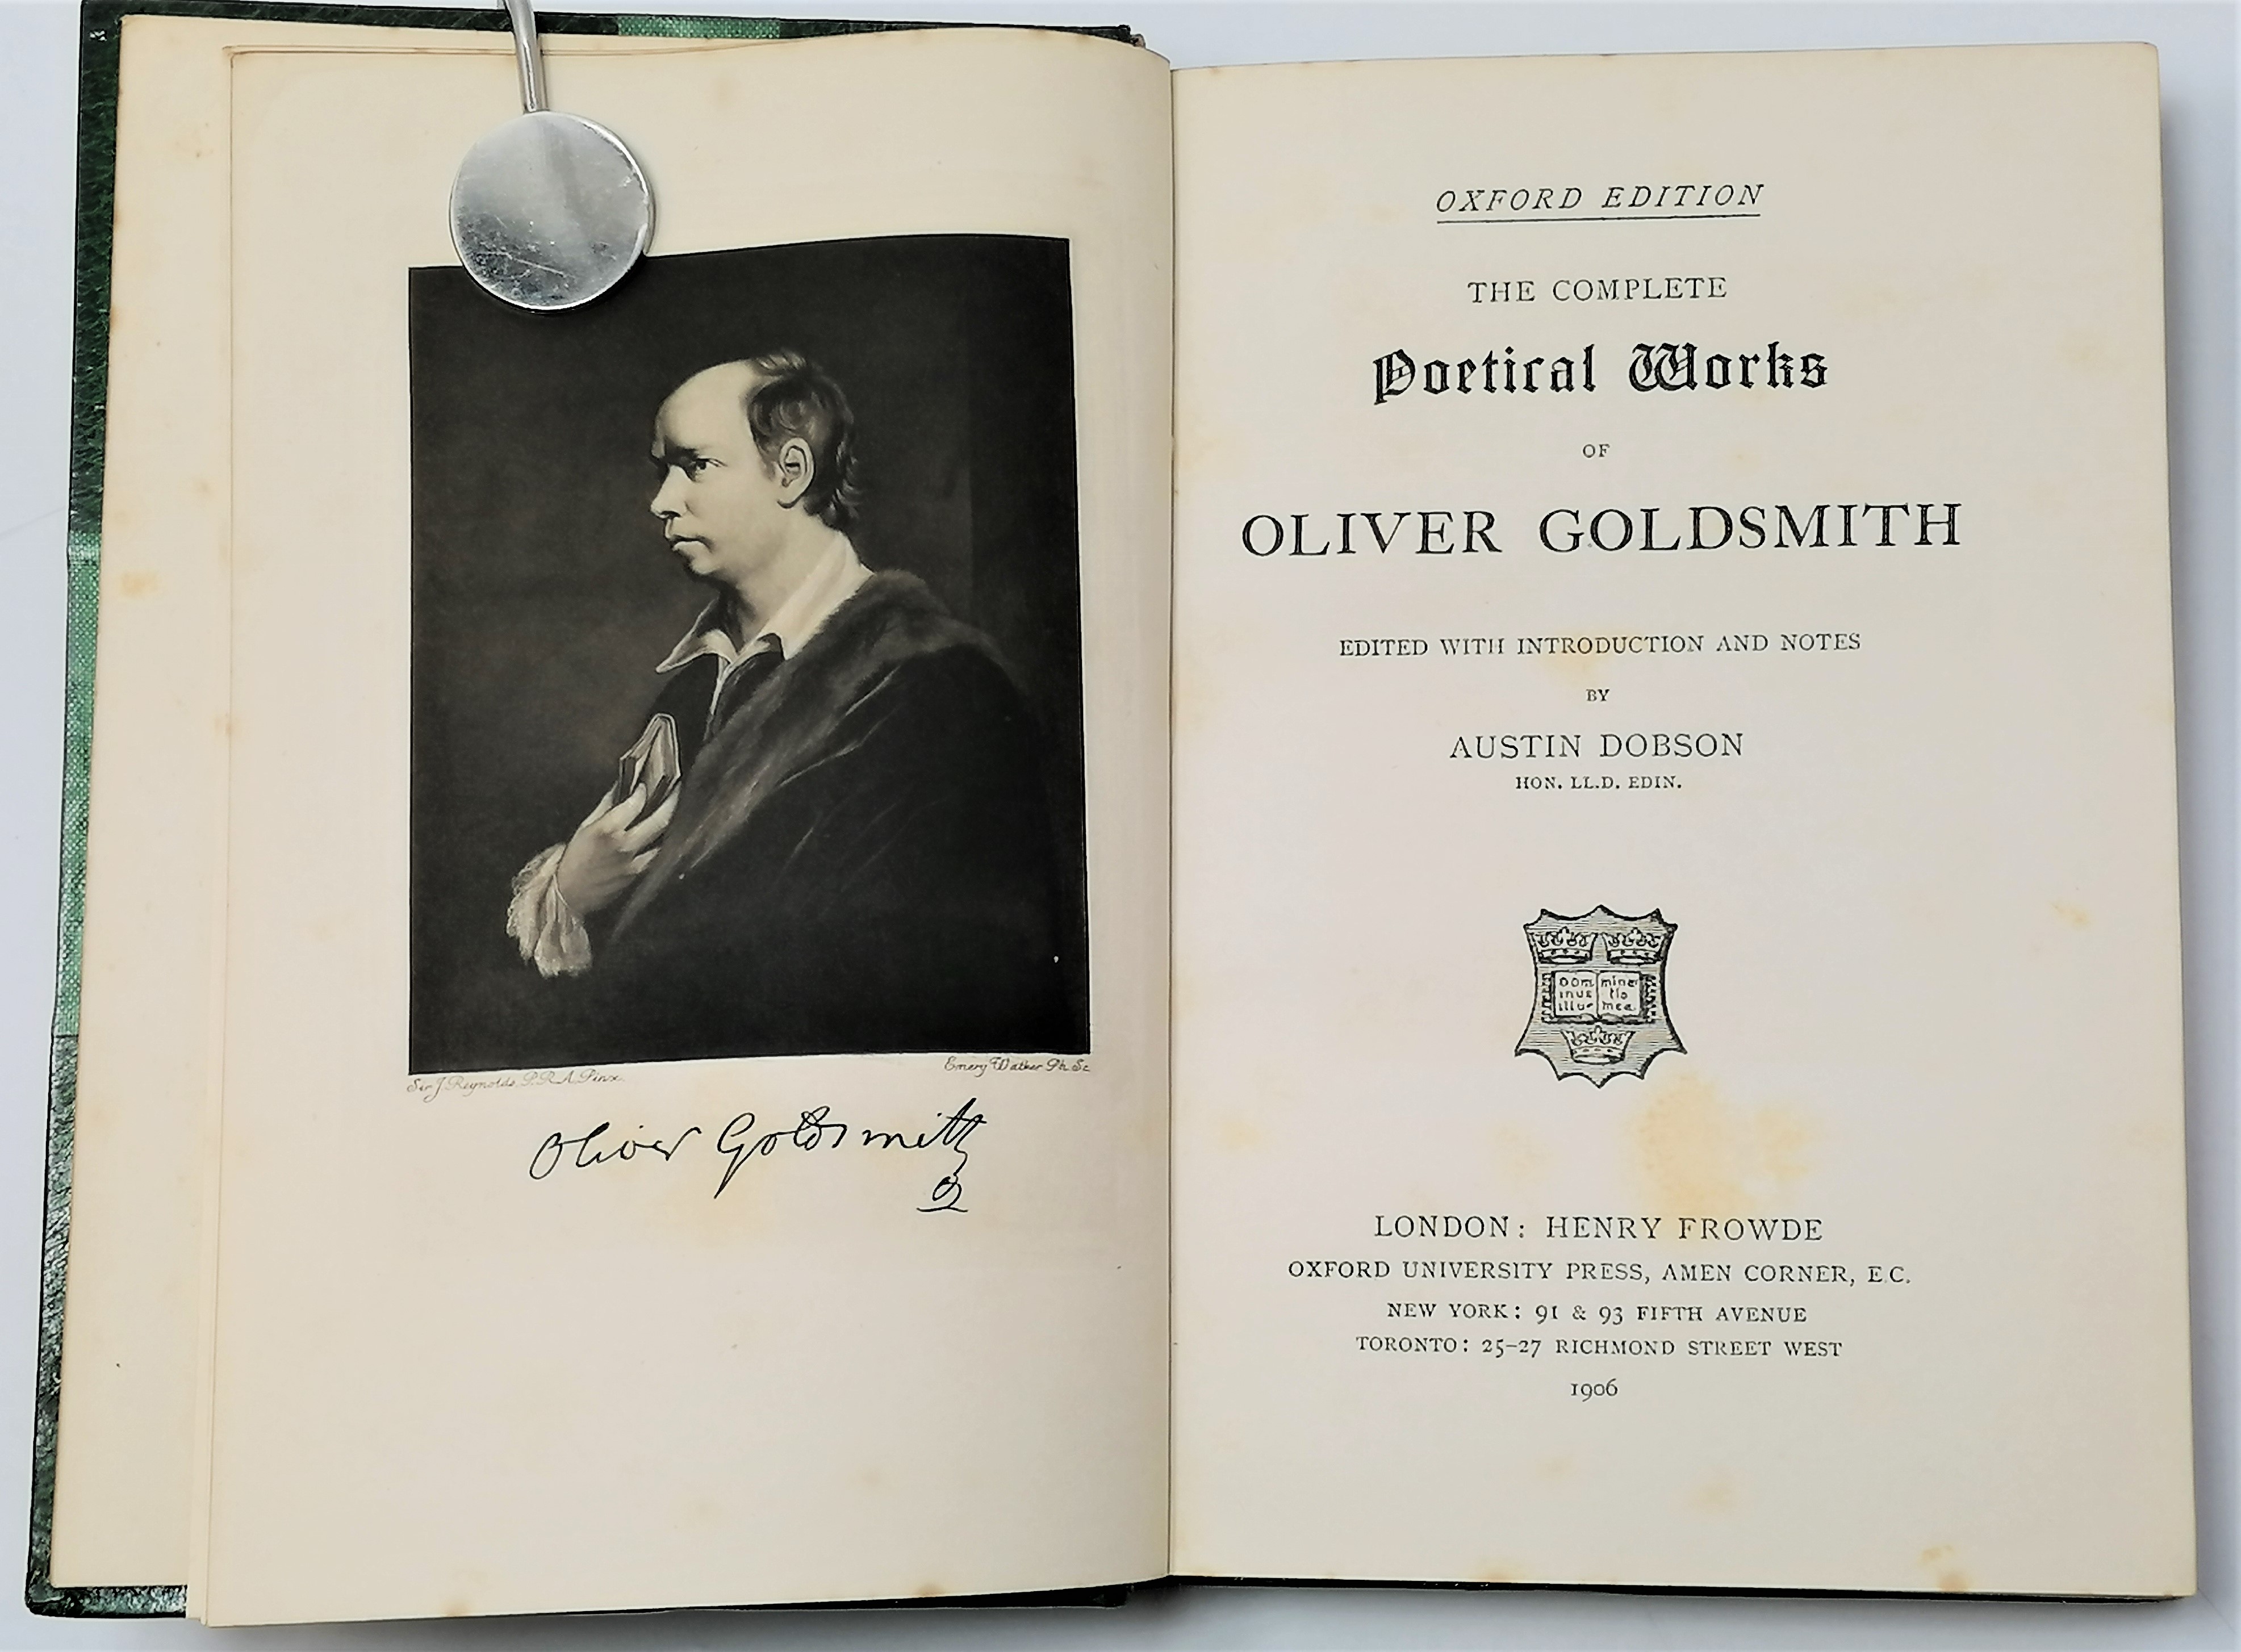 Sir J. Reynolds, P.R.A. Pinx.
Emery Walker Ph. Sc.
Oliver Goldsmith
OXFORD EDITION
THE COMPLETE
Poetical Works
OF
OLIVER GOLDSMITH
EDITED WITH INTRODUCTION AND NOTES
BY
AUSTIN DOBSON
HON. LL.D. EDIN.
DOM mina
inus tio
illu- mea
LONDON: HENRY FROWDE
OXFORD UNIVERSITY PRESS, AMEN CORNER, E.C.
NEW YORK: 91 & 93 FIFTH AVENUE
TORONTO: 25–27 RICHMOND STREET WEST
1906